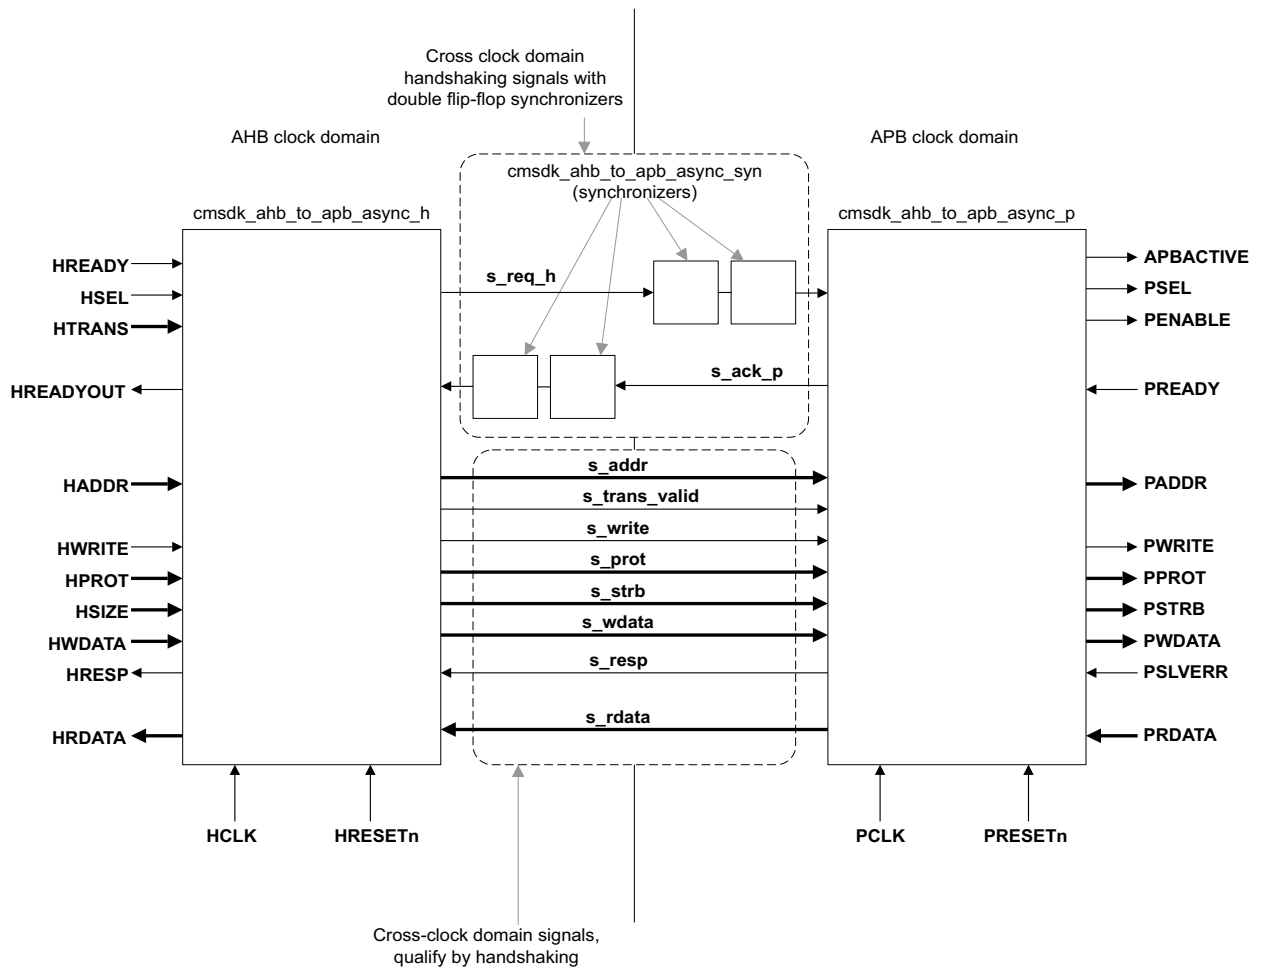 Cross clock domain
handshaking signals with
double flip-flop synchronizers
AHB clock domain
APB clock domain
cmsdk_ahb_to_apb_async_syn
(synchronizers)
cmsdk_ahb_to_apb_async_h
cmsdk_ahb_to_apb_async_p
HREADY
HSEL
HTRANS
HREADYOUT
HADDR
HWRITE
HPROT
HSIZE
HWDATA
HRESP
HRDATA
s_req_h
s_ack_p
s_addr
s_trans_valid
s_write
s_prot
s_strb
s_wdata
s_resp
s_rdata
APBACTIVE
PSEL
PENABLE
PREADY
PADDR
PWRITE
PPROT
PSTRB
PWDATA
PSLVERR
PRDATA
HCLK
HRESETn
PCLK
PRESETn
Cross-clock domain signals,
qualify by handshaking